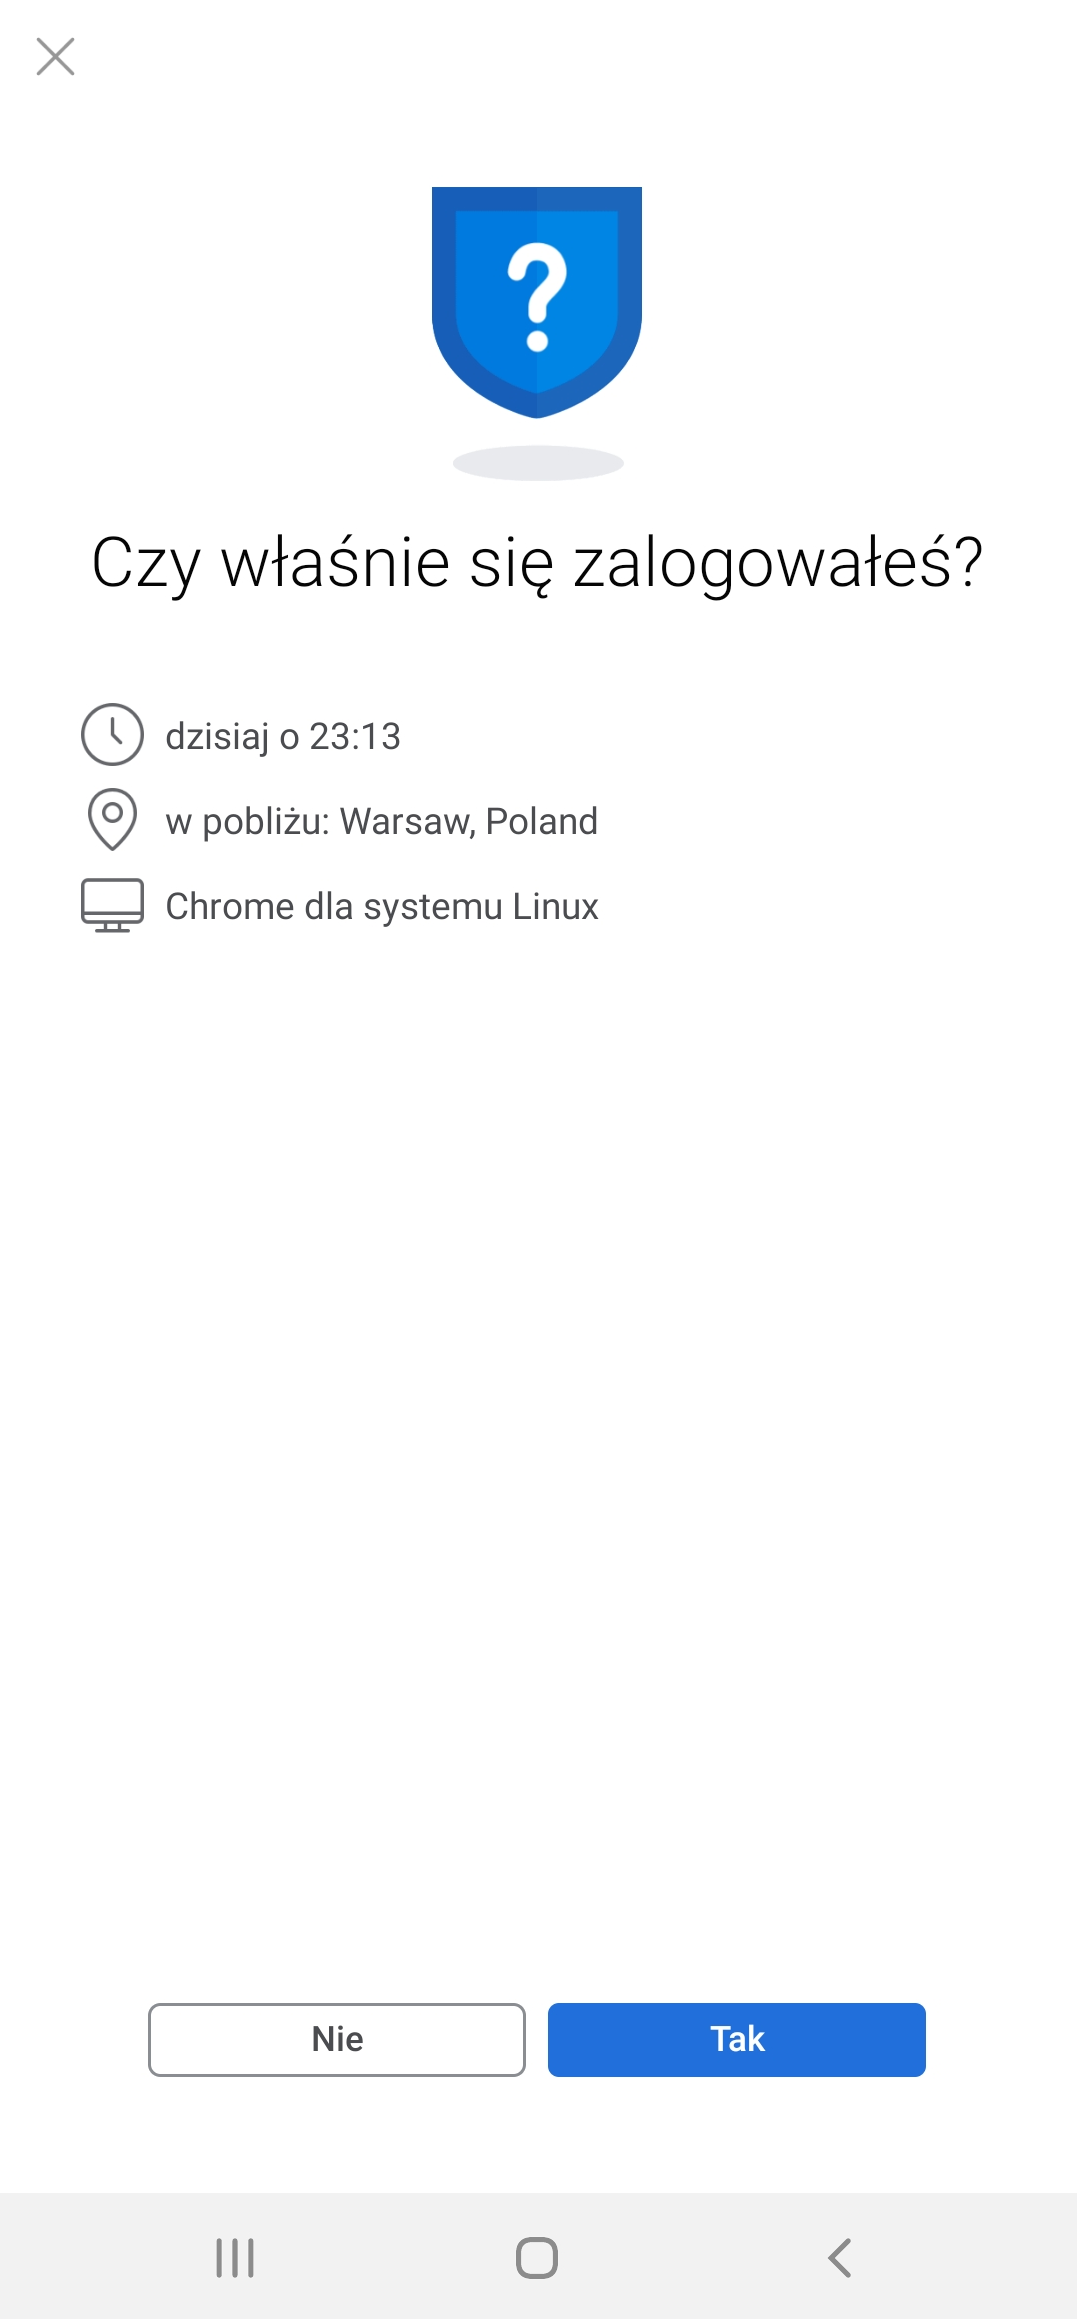 Czy właśnie się zalogowałeś?
dzisiaj o 23:13
w pobliżu: Warsaw, Poland
Chrome dla systemu Linux
Nie
Tak